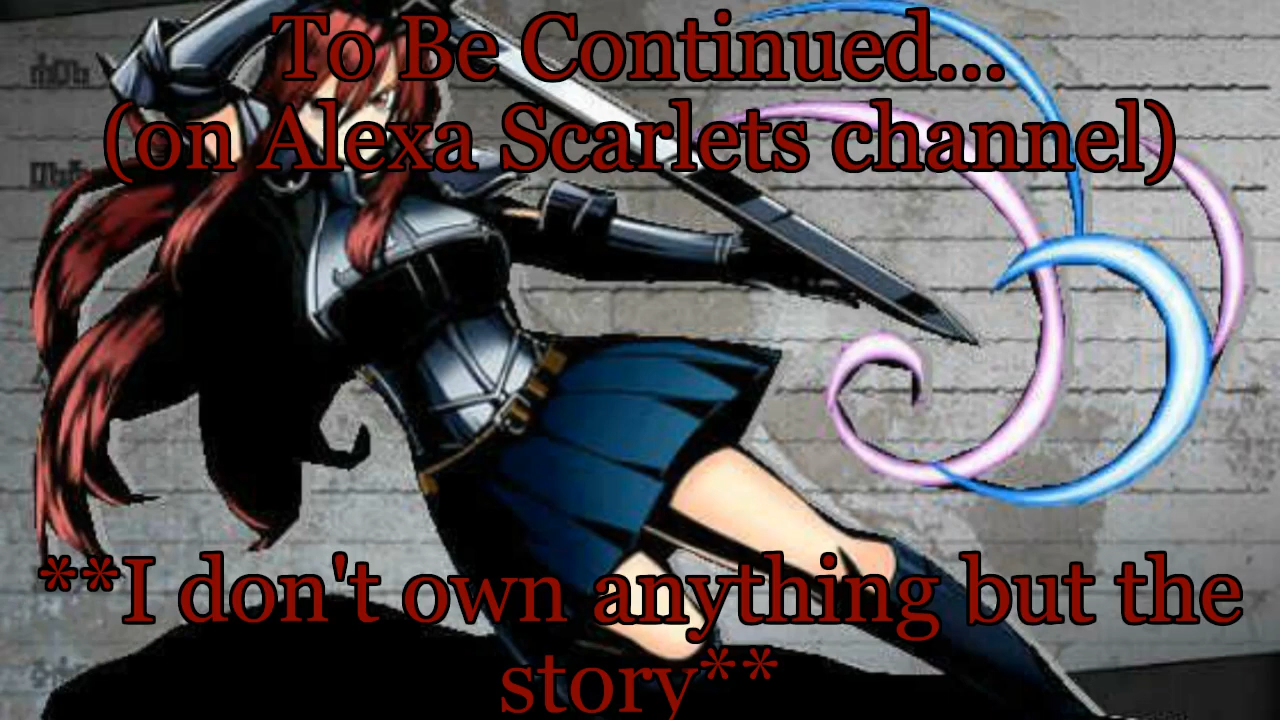 To Be Continued...
(on Alexa Scarlets channel)
**I don't own anything but the
story**